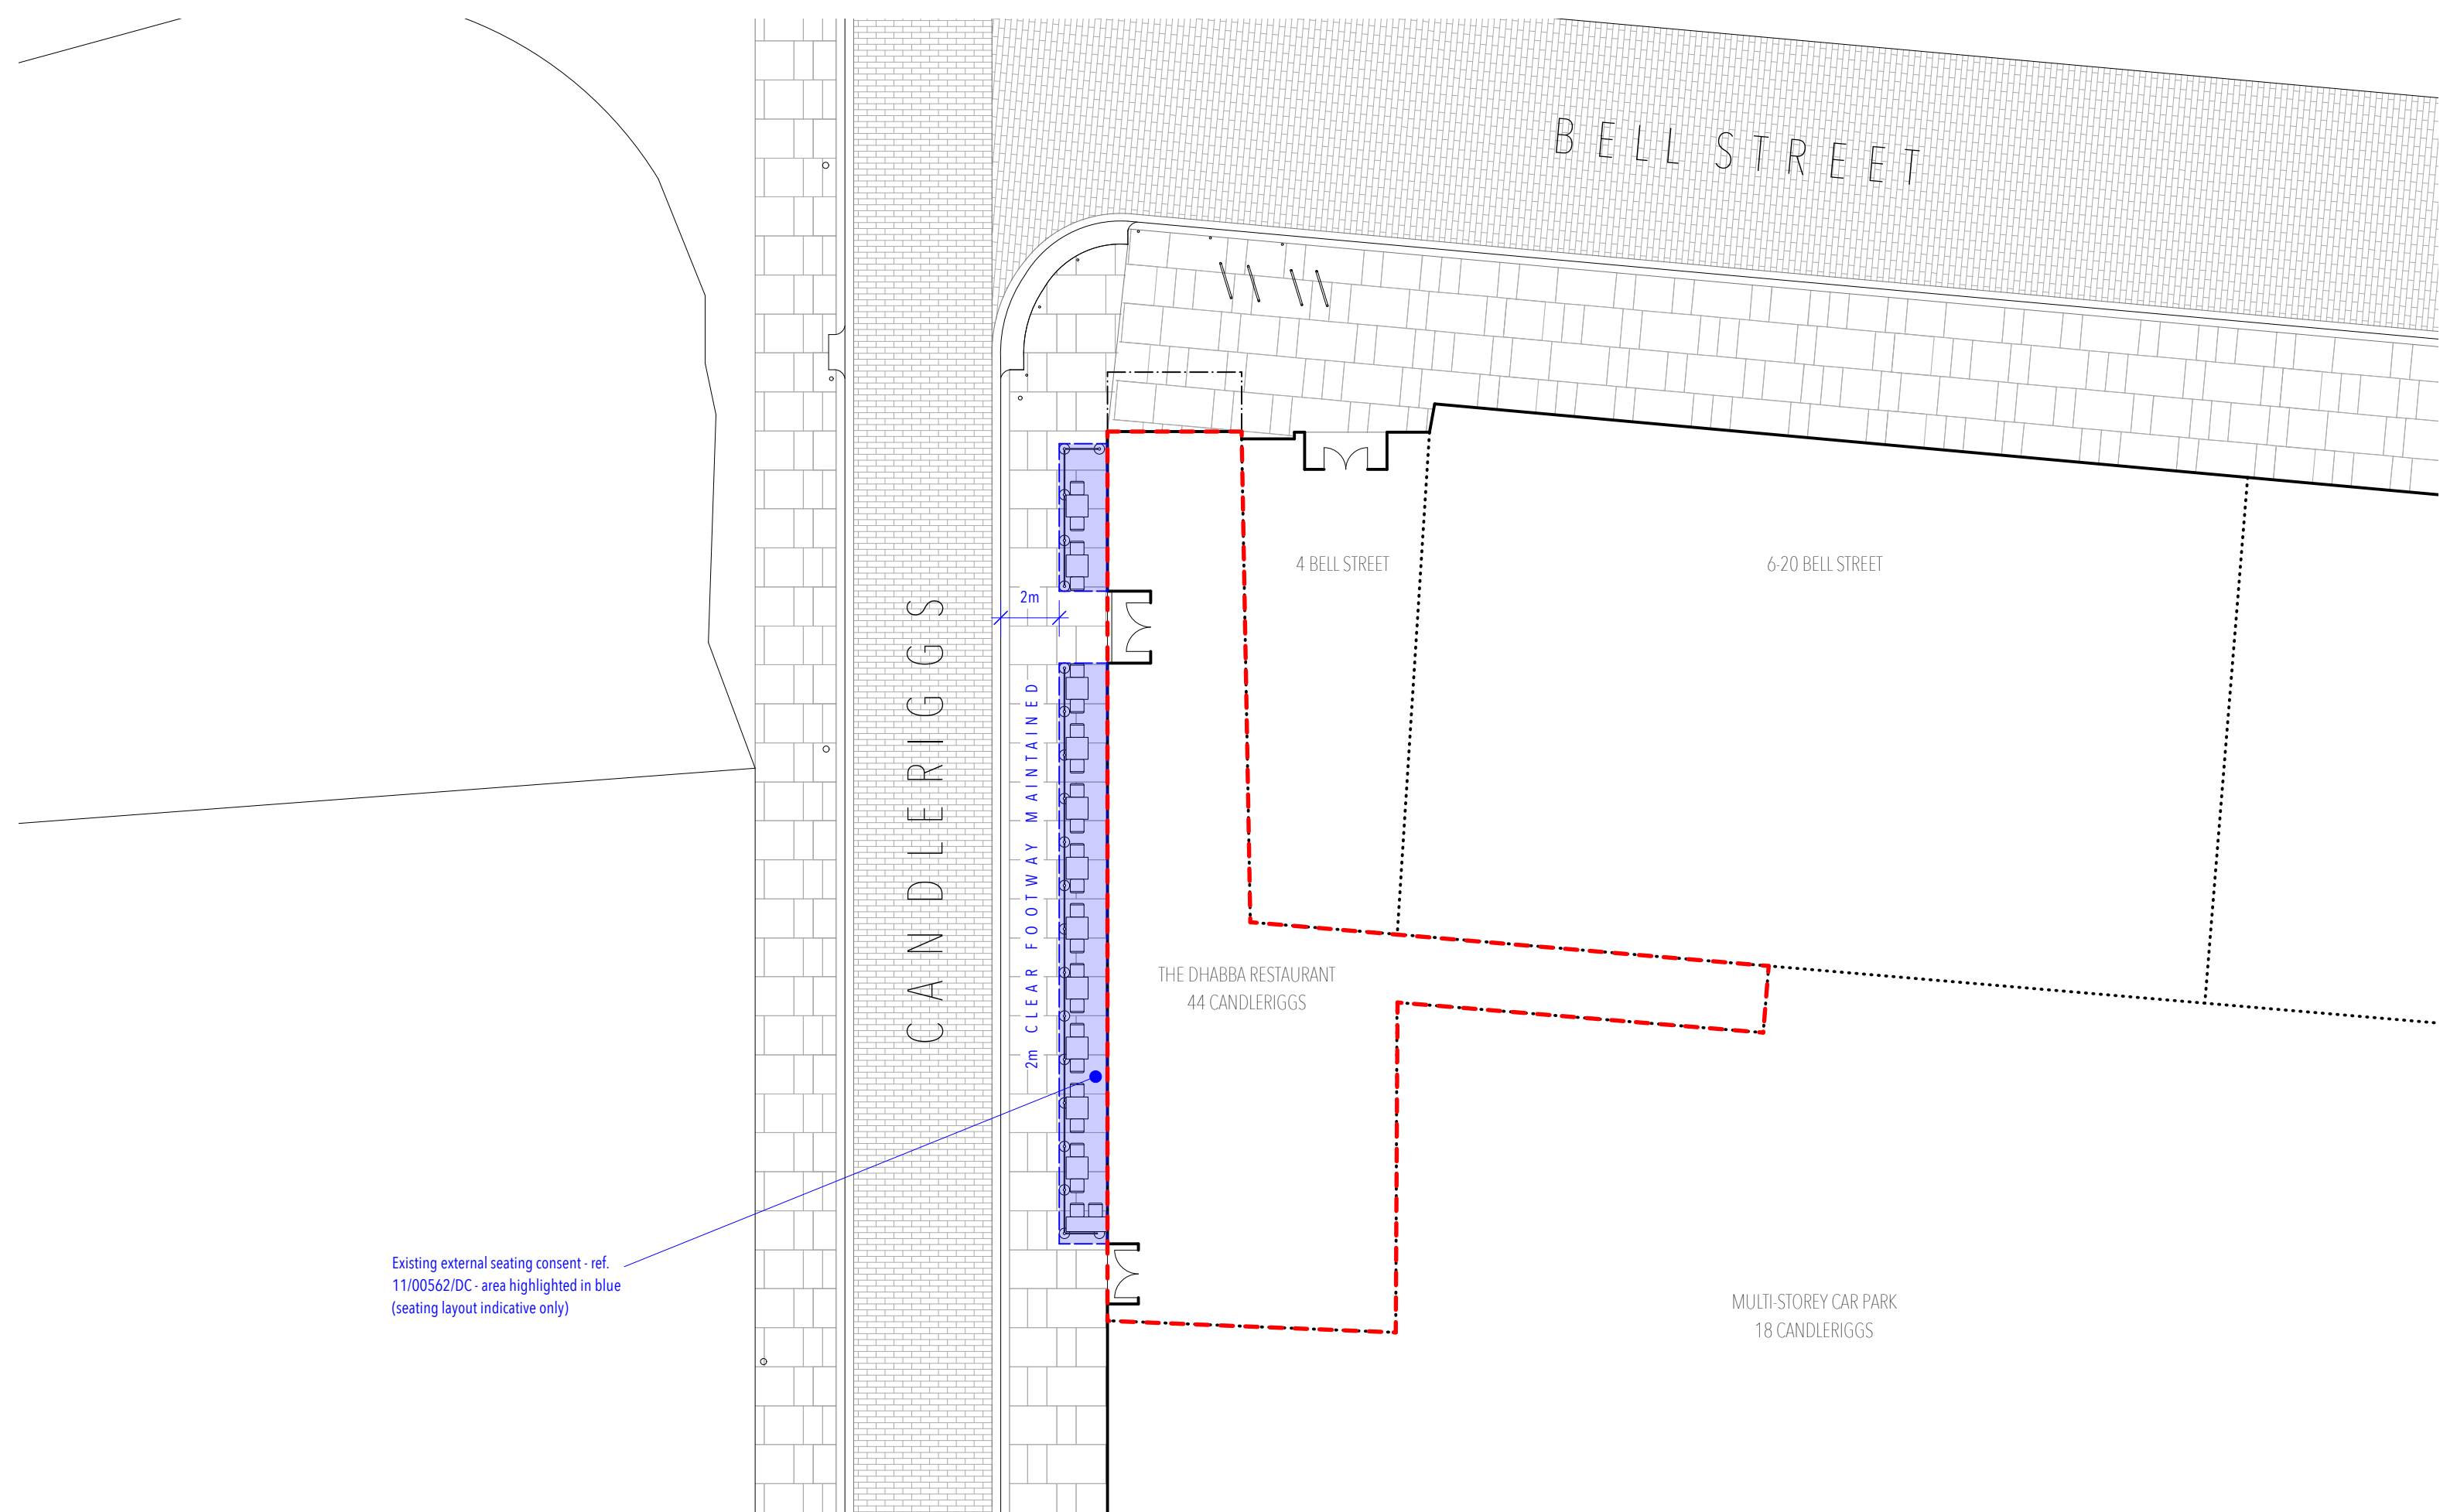 BELL STREET
4 BELL STREET
6-20 BELL STREET
2m
CANDLERIGGS
2m CLEAR FOOTWAY MAINTAINED
THE DHABBA RESTAURANT
44 CANDLERIGGS
Existing external seating consent - ref.
11/00562/DC - area highlighted in blue
(seating layout indicative only)
MULTI-STOREY CAR PARK
18 CANDLERIGGS